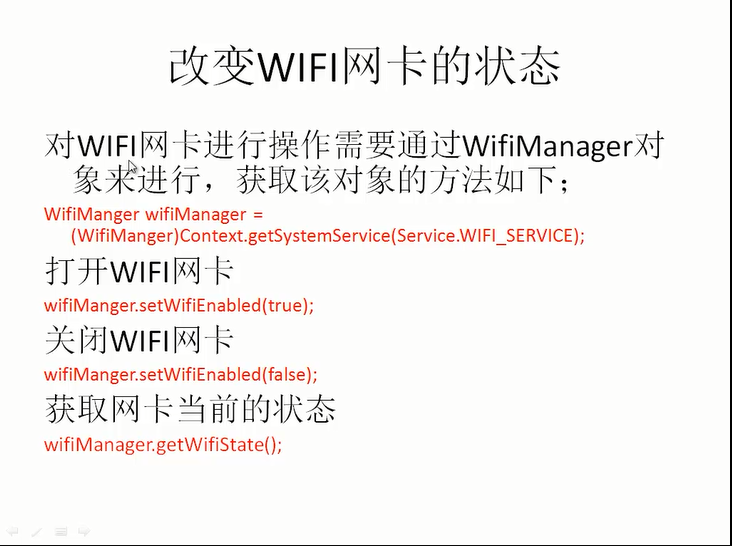 改变WIFI网卡的状态
对WIFI网卡进行操作需要通过WifiManager对
象来进行，获取该对象的方法如下；
WifiManger wifiManager =
(WifiManger)Context.getSystemService(Service.WIFI_SERVICE);
打开WIFI网卡
wifiManger.setWifiEnabled(true);
关闭WIFI网卡
wifiManger.setWifiEnabled(false);
获取网卡当前的状态
wifiManager.getWifiState();